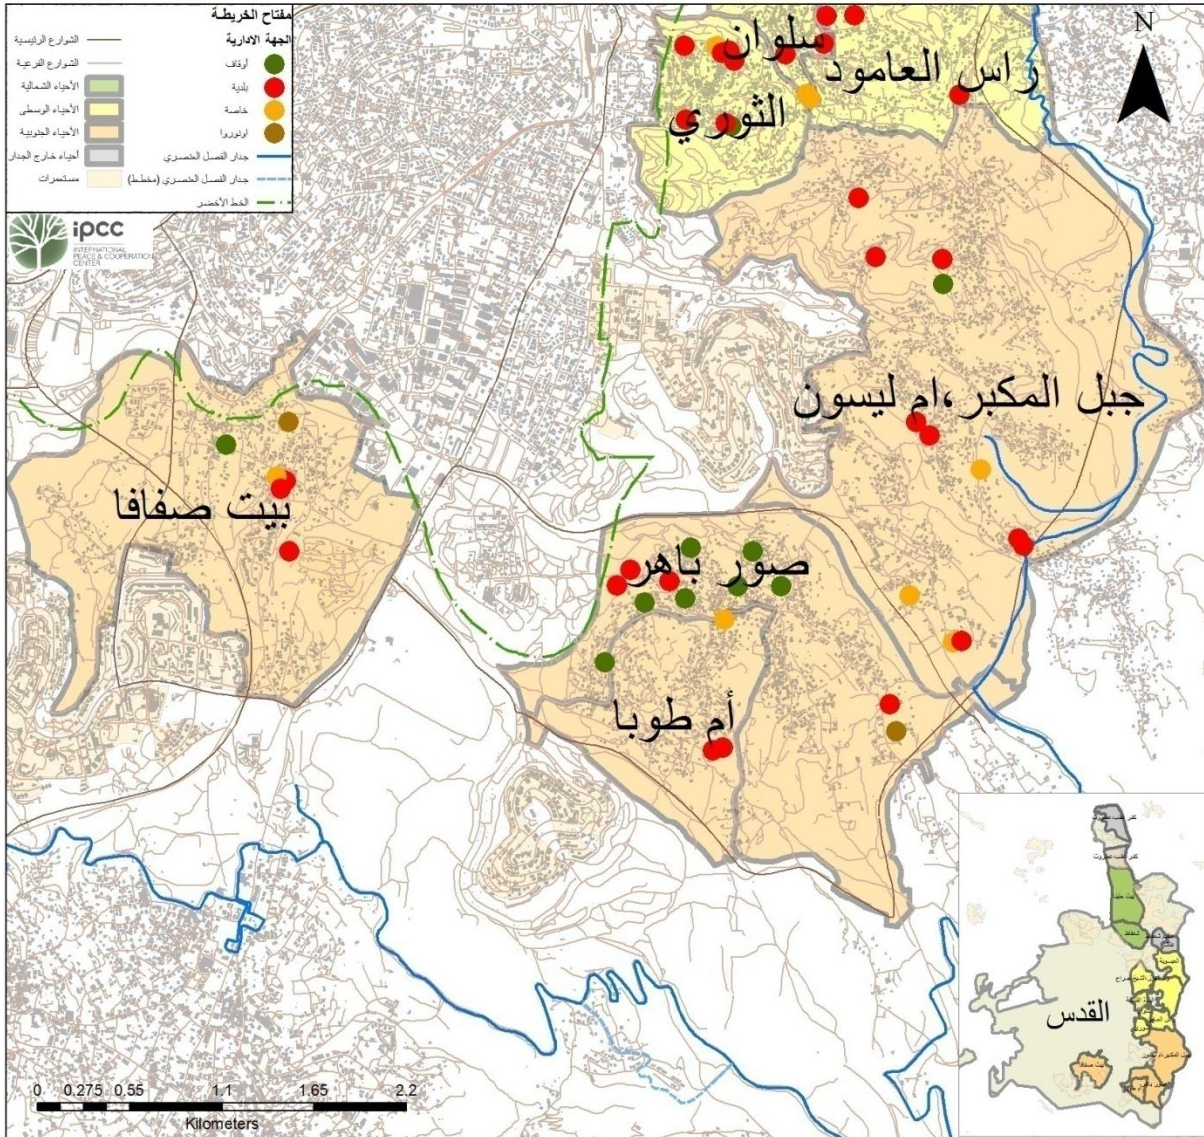 مفتاح الخريطة
الجهة الادارية
أوقاف
بلدية
خاصة
اونوروا
جدار الفصل العنصري
جدار الفصل العنصري (مخطط)
الخط الأخضر
الشوارع الرئيسية
الشوارع الفرعية
الأحياء الشمالية
الأحياء الوسطى
الأحياء الجنوبية
أحياء خارج الجدار
مستعمرات
ipcc
INTERNATIONAL
PEACE & COOPERATION
CENTER
N
سلوان
راس العامود
الثوري
جبل المكبر،ام ليسون
بيت صفافا
صور باهر
أم طوبا
القدس
0 0.275 0.55 1.1 1.65 2.2
Kilometers